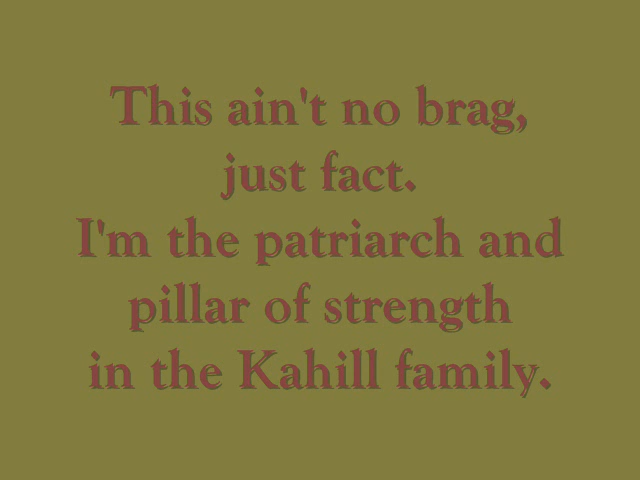 This ain't no brag,
just fact.
I'm the patriarch and
pillar of strength
in the Kahill family.